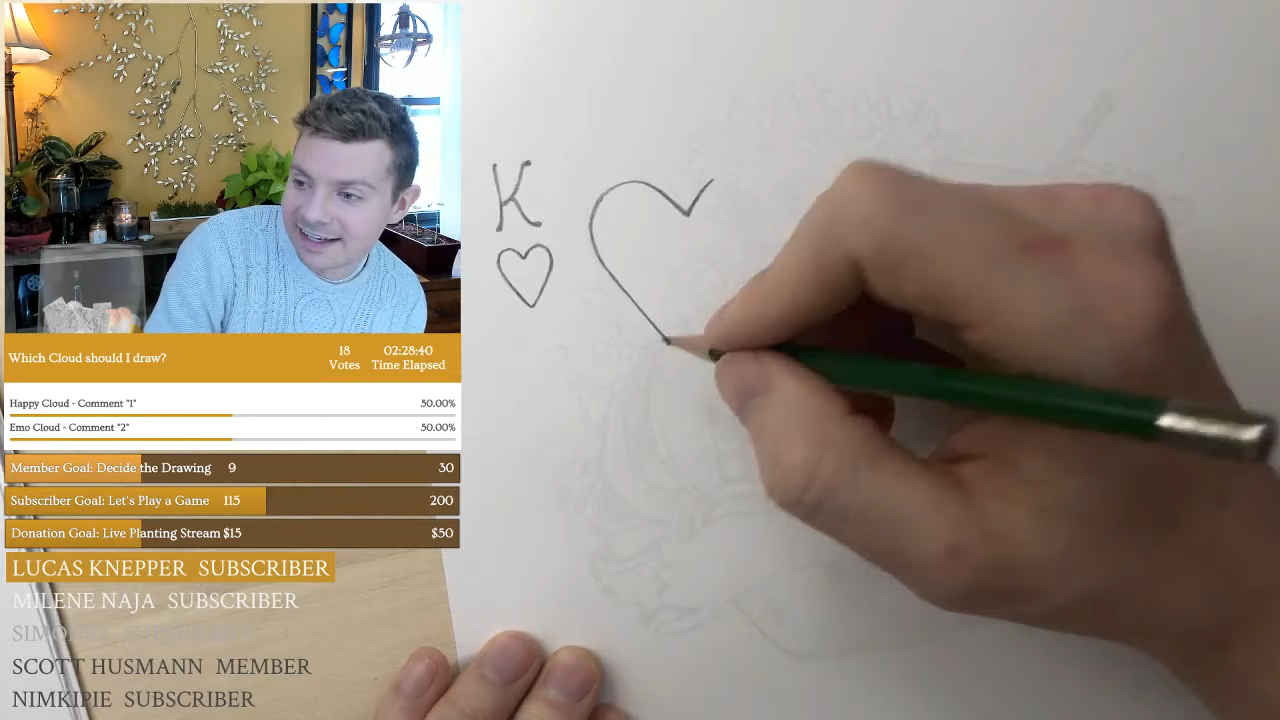 K
Which Cloud should I draw?
18 Votes
02:28:40 Time Elapsed
Happy Cloud - Comment "1" 50.00%
Emo Cloud - Comment "2" 50.00%
Member Goal: Decide the Drawing 9 30
Subscriber Goal: Let's Play a Game 115 200
Donation Goal: Live Planting Stream $15 $50
LUCAS KNEPPER SUBSCRIBER
MILENE NAJA SUBSCRIBER
SUBSCRIBER
SCOTT HUSMANN MEMBER
NIMKIPIE SUBSCRIBER